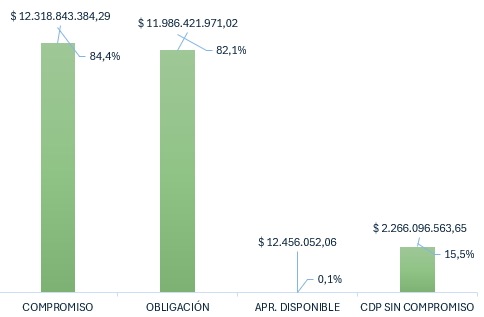 $ 12.318.843.384,29
84,4%
$ 11.986.421.971,02
82,1%
$ 12.456.052,06
0,1%
$ 2.266.096.563,65
15,5%
COMPROMISO
OBLIGACIÓN
APR. DISPONIBLE
CDP SIN COMPROMISO